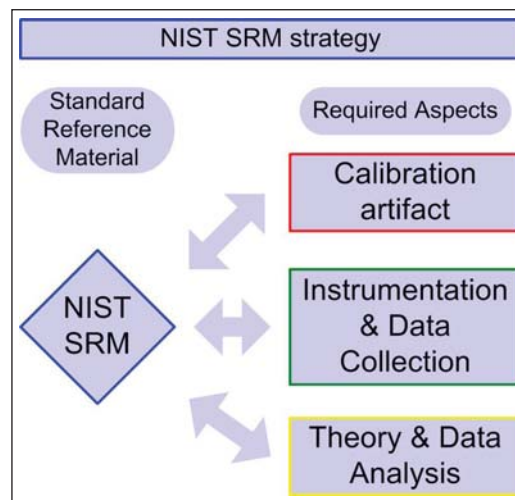 NIST SRM strategy
Standard
Reference
Material
Required Aspects
Calibration
artifact
NIST
SRM
Instrumentation
& Data
Collection
Theory & Data
Analysis